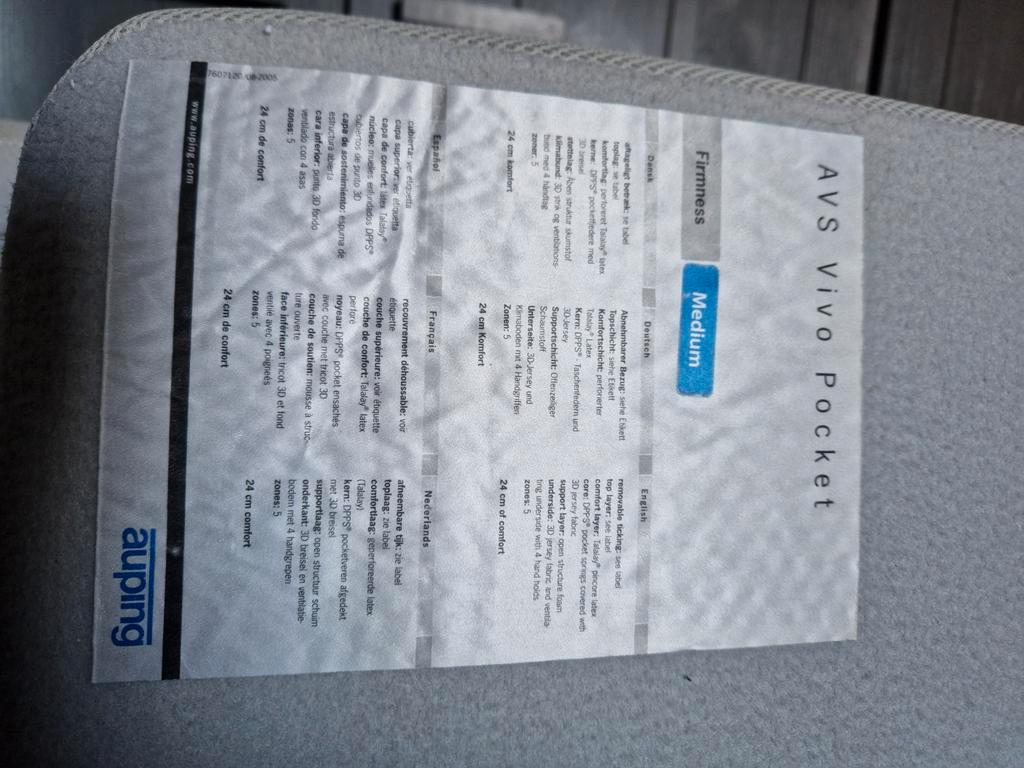 AVS Vivo Pocket
Firmness
Medium
Dansk
aftageligt betræk: se label
toplag: se label
komfortlag: perforeret Talalay® latex
kerne: DPPS® pocketfjedere med
3D breisel
støttelag: Åben struktur skumstof
klimabund: 3D strik og ventilations-
bund med 4 håndtag
zoner: 5
24 cm komfort
Deutsch
Abnehmbarer Bezug: siehe Etikett
Topschicht: siehe Etikett
Komfortschicht: perforierter
Talalay® Latex
Kern: DPPS® - Taschenfedern und
3D-Jersey
Supportschicht: Offenzelliger
Schaumstoff
Unterseite: 3D-Jersey und
Klimaboden mit 4 Handgriffen
Zonen: 5
24 cm Komfort
English
removable ticking: see label
top layer: see label
comfort layer: Talalay® pincore latex
core: DPPS® pocket springs covered with
3D jersey fabric
support layer: open structure foam
underside: 3D jersey fabric and ventila-
ting underside with 4 hand holds
zones: 5
24 cm of comfort
Español
cubierta: ver etiquetta
capa superior: ver etiquetta
capa de confort: látex Talalay®
núcleo: muelles enfundados DPPS®
cubiertos de punto 3D
capa de sostenimiento: espuma de
estructura abierta
cara inferior: punto 3D fondo
ventilado con 4 asas
zonas: 5
24 cm de confort
Français
recouvrement déhoussable: voir
étiquette
couche supérieure: voir étiquette
couche de confort: Talalay® latex
perforé
noyeau: DPPS® pocket ensachés
avec couche met tricot 3D
couche de soutien: mousse à struc-
ture ouverte
face inférieure: tricot 3D et fond
ventilé avec 4 poignées
zones: 5
24 cm de confort
Nederlands
afneembare tijk: zie label
toplaag: zie label
comfortlaag: geperforeerde latex
(Talalay)
kern: DPPS® pocketveren afgedekt
met 3D breisel
supportlaag: open structuur schuim
onderkant: 3D breisel en ventilatie-
bodem met 4 handgrepen
zones: 5
24 cm comfort
7607120/08-2005
www.auping.com
auping